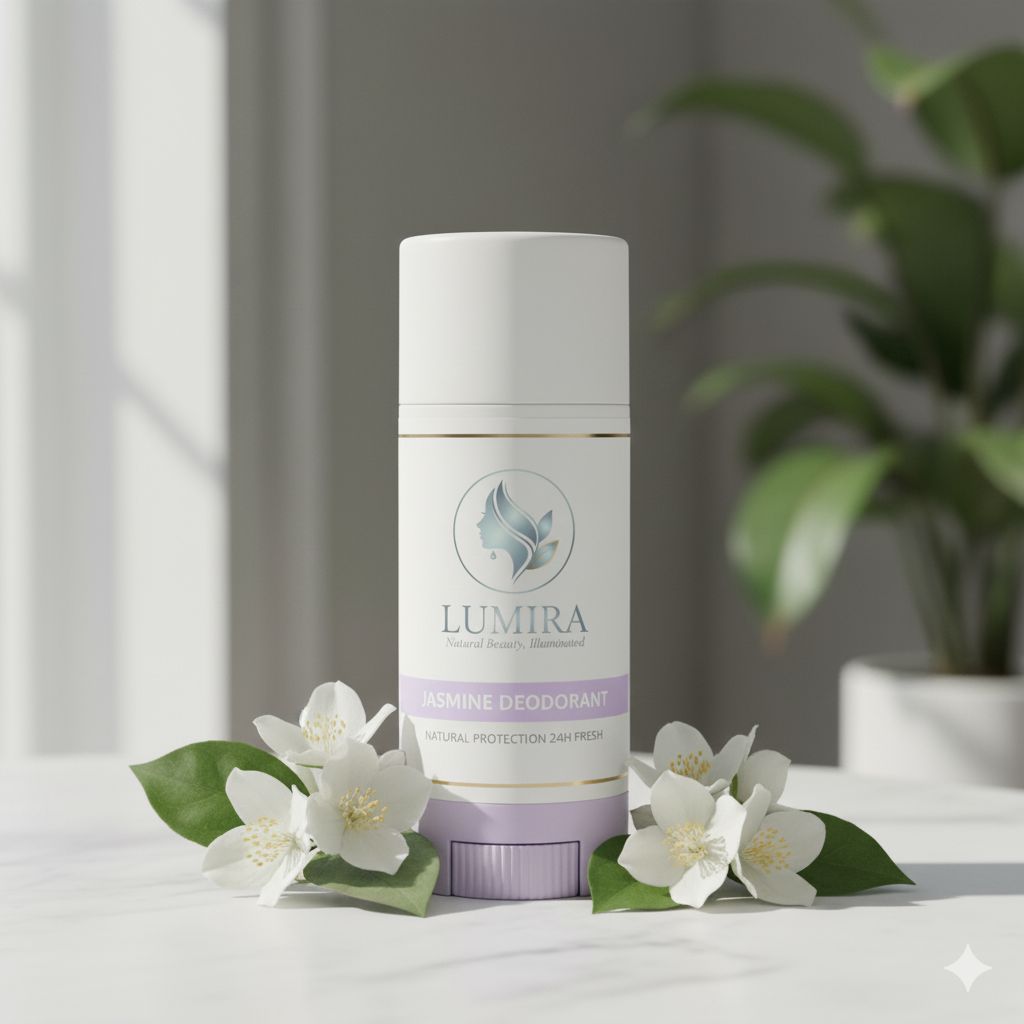 LUMIRA
Natural Beauty, Illuminated
JASMINE DEODORANT
NATURAL PROTECTION 24H FRESH